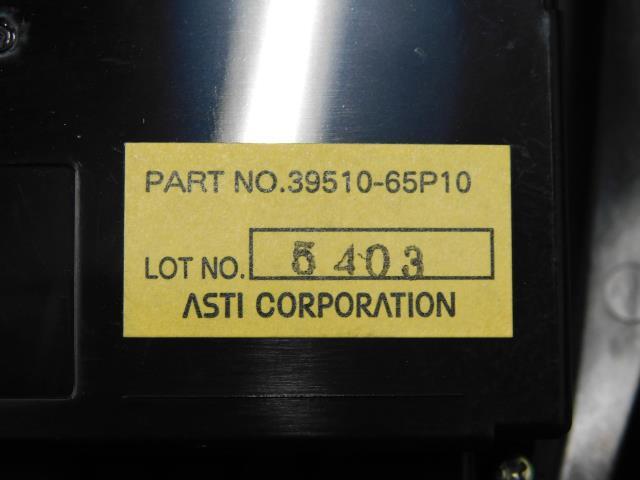 PART NO.39510-65P10
LOT NO. 5403
ASTI CORPORATION